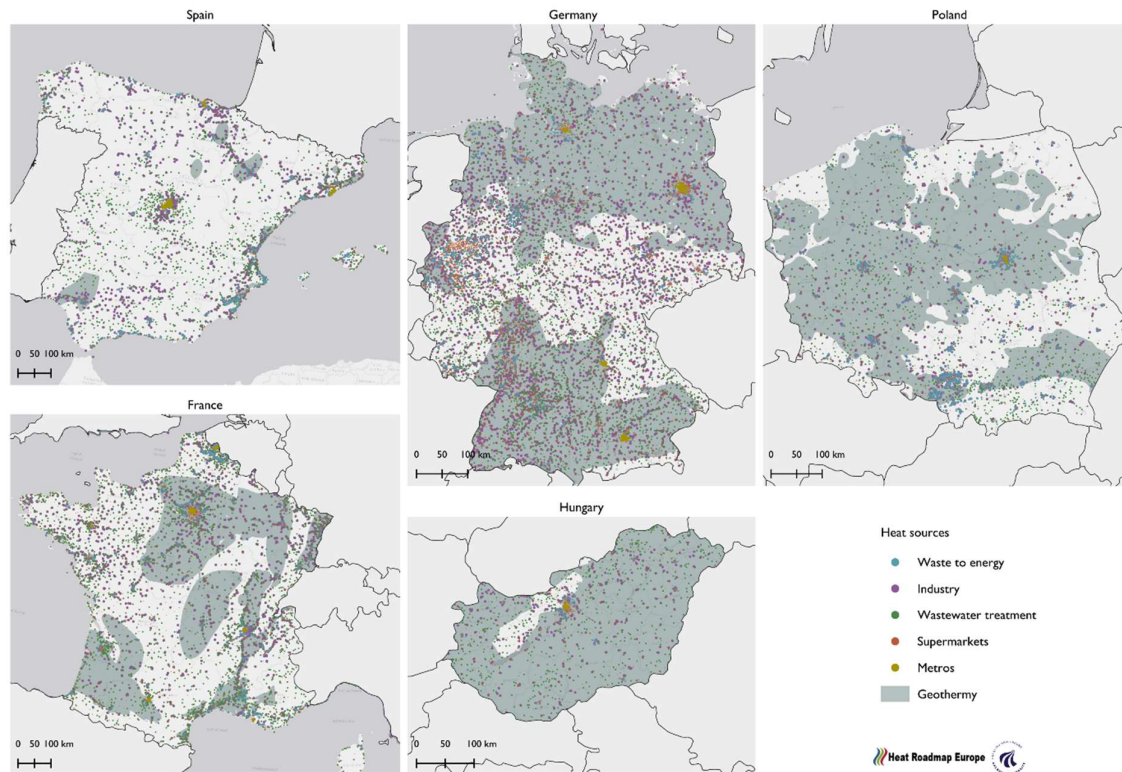 Spain
Germany
Poland
0 50 100 km
0 50 100 km
0 50 100 km
France
Hungary
0 50 100 km
0 50 100 km
Heat sources
Waste to energy
Industry
Wastewater treatment
Supermarkets
Metros
Geothermy
Heat Roadmap Europe